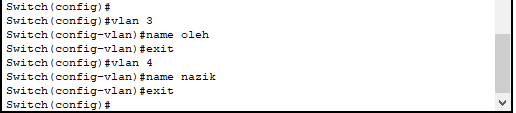 Switch(config)#
Switch(config)#vlan 3
Switch(config-vlan)#name oleh
Switch(config-vlan)#exit
Switch(config)#vlan 4
Switch(config-vlan)#name nazik
Switch(config-vlan)#exit
Switch(config)#